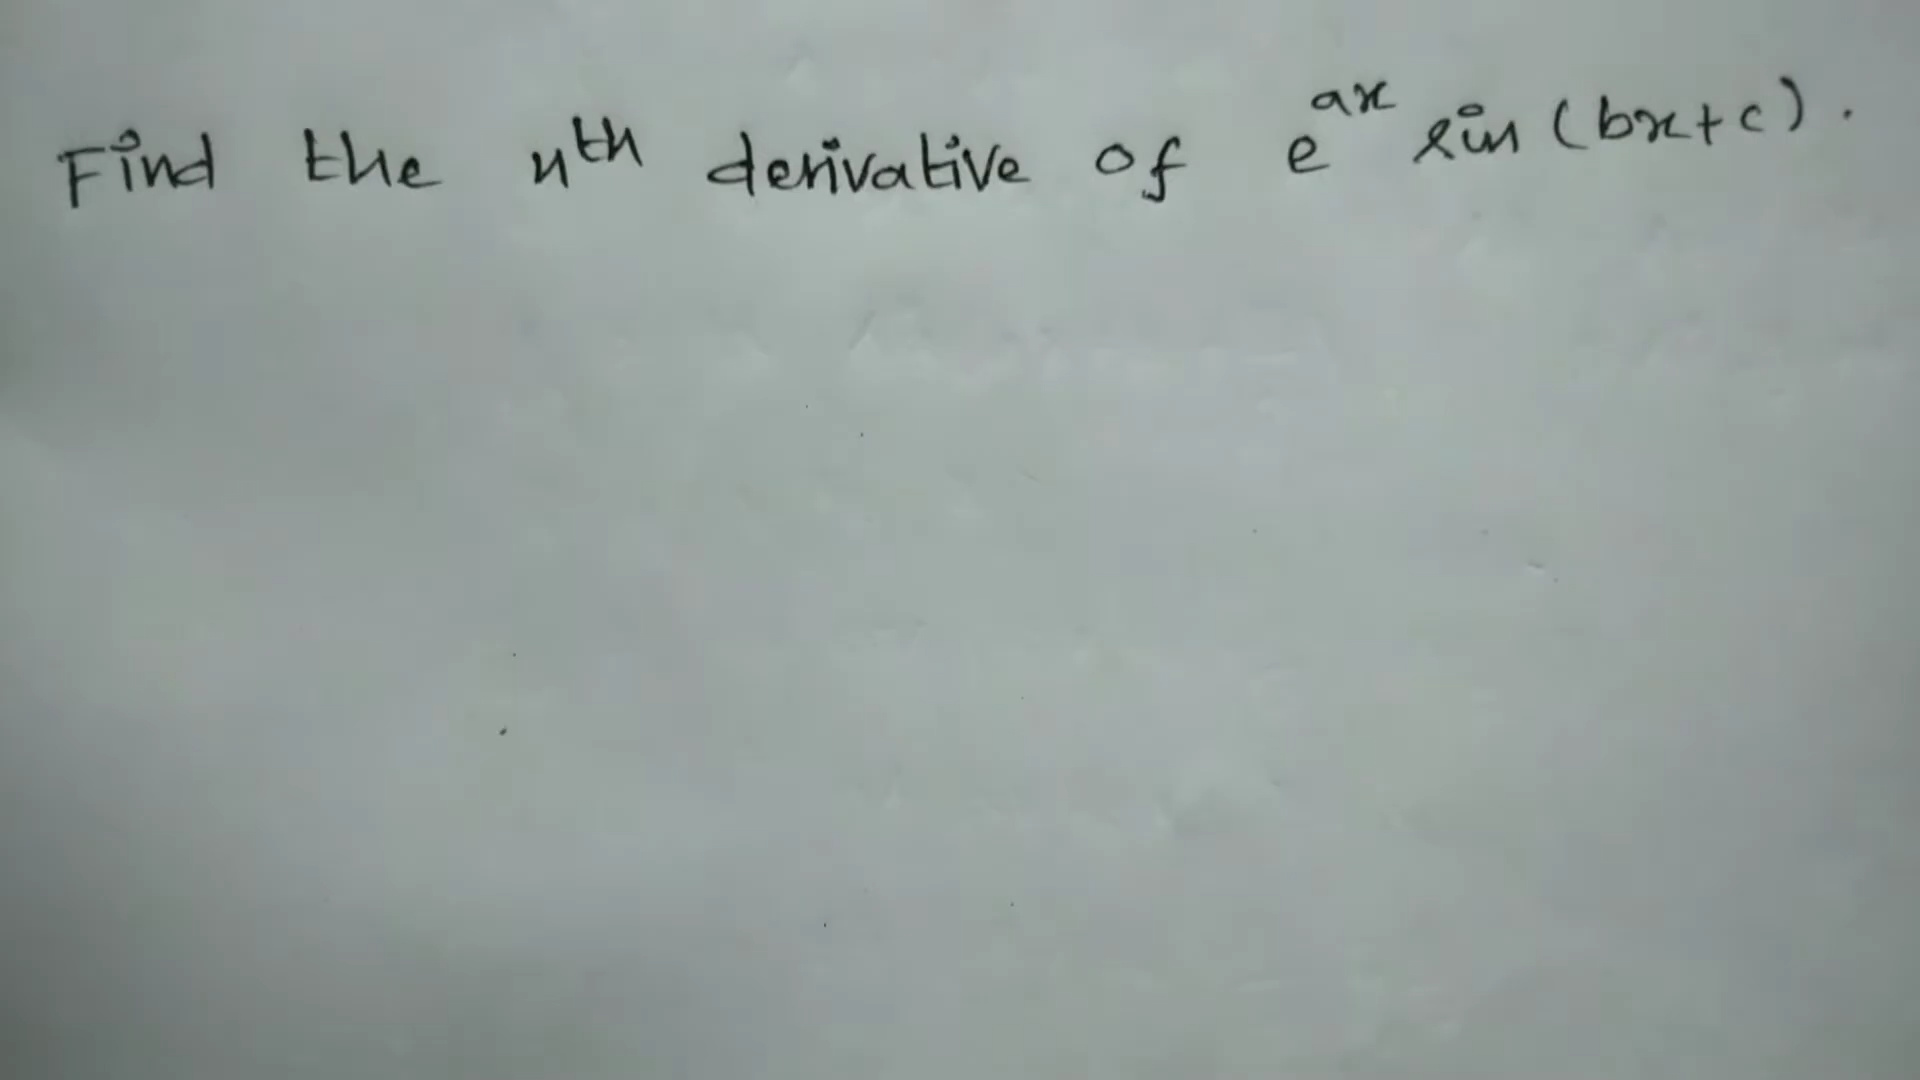 Find the nth derivative of e^ax sin (bx+c).